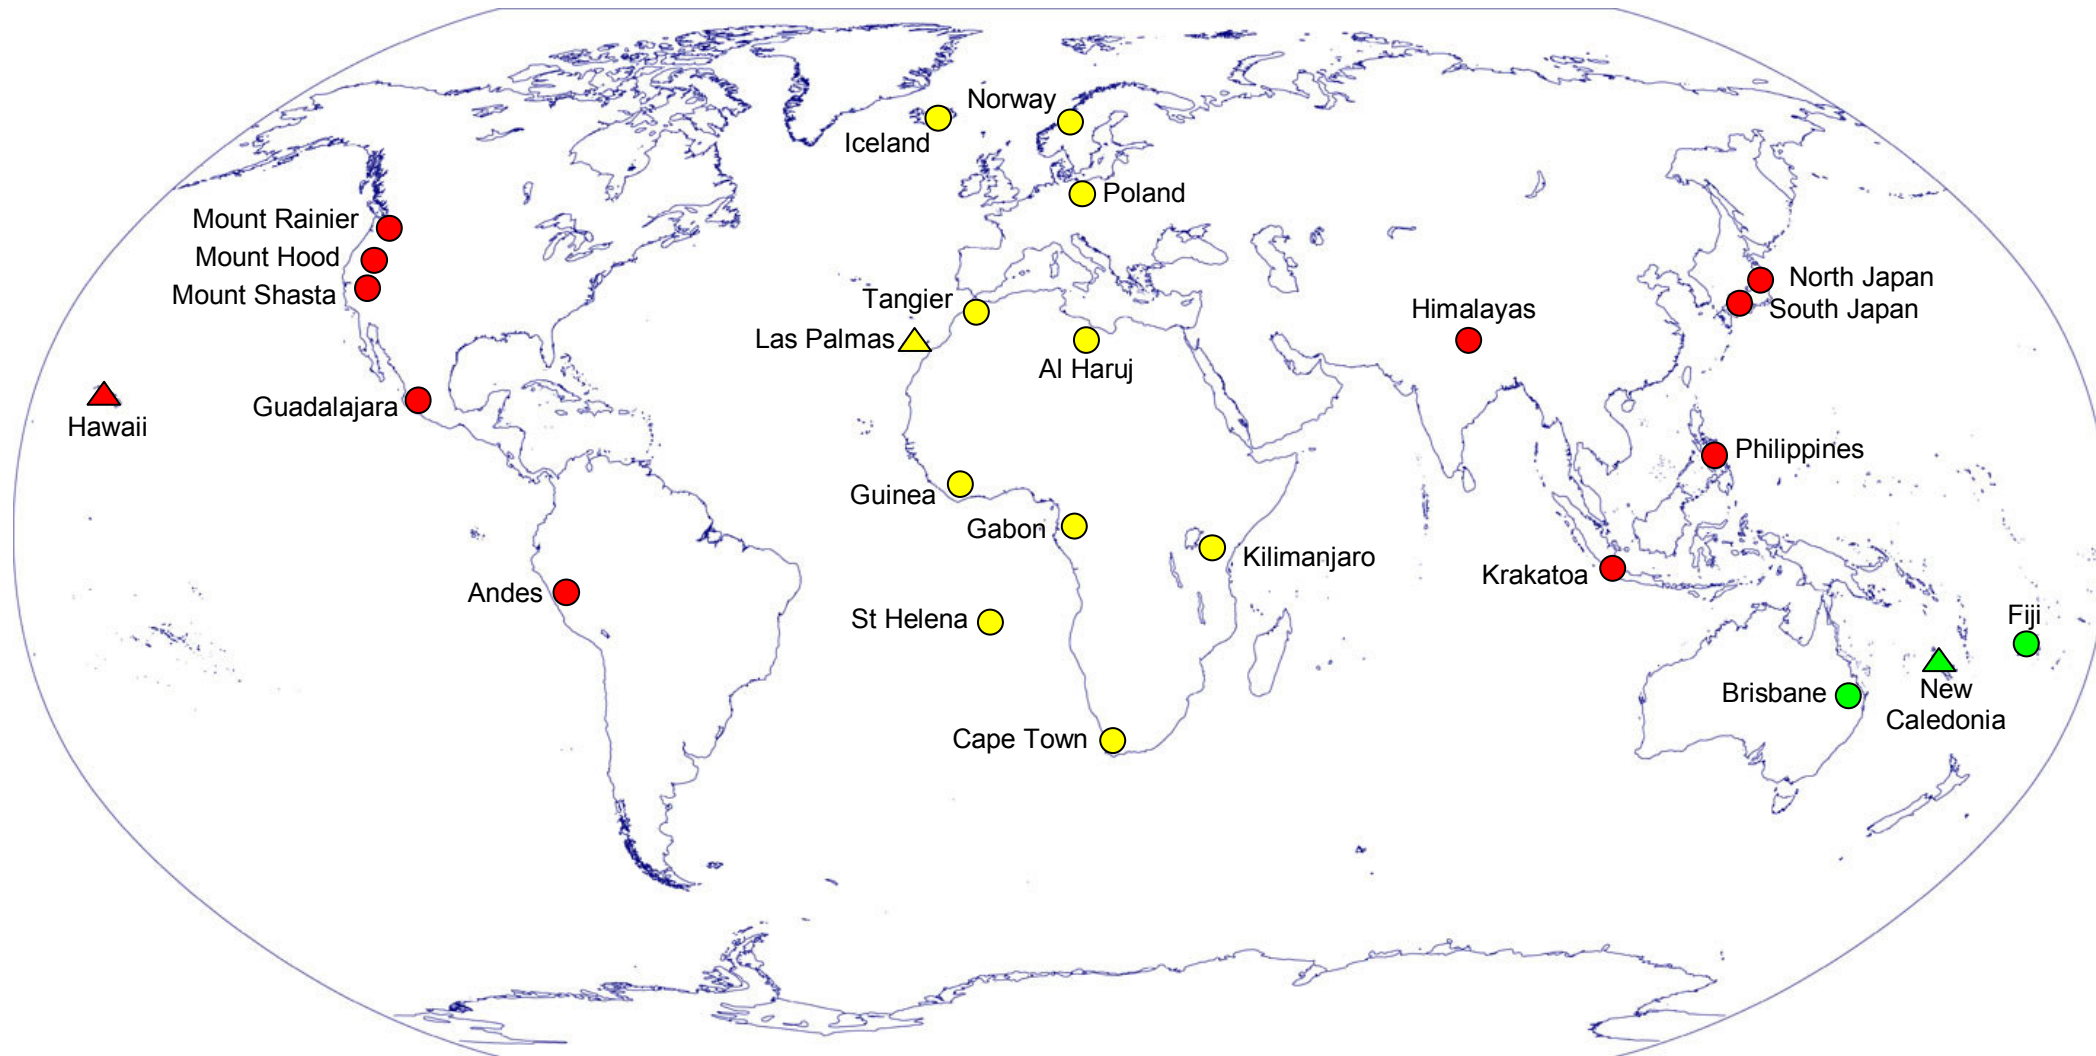 Norway
Iceland
Poland
Mount Rainier
Mount Hood
Mount Shasta
North Japan
South Japan
Tangier
Las Palmas
Himalayas
Al Haruj
Hawaii
Guadalajara
Philippines
Guinea
Gabon
Kilimanjaro
Krakatoa
Andes
St Helena
Fiji
Brisbane
New
Caledonia
Cape Town